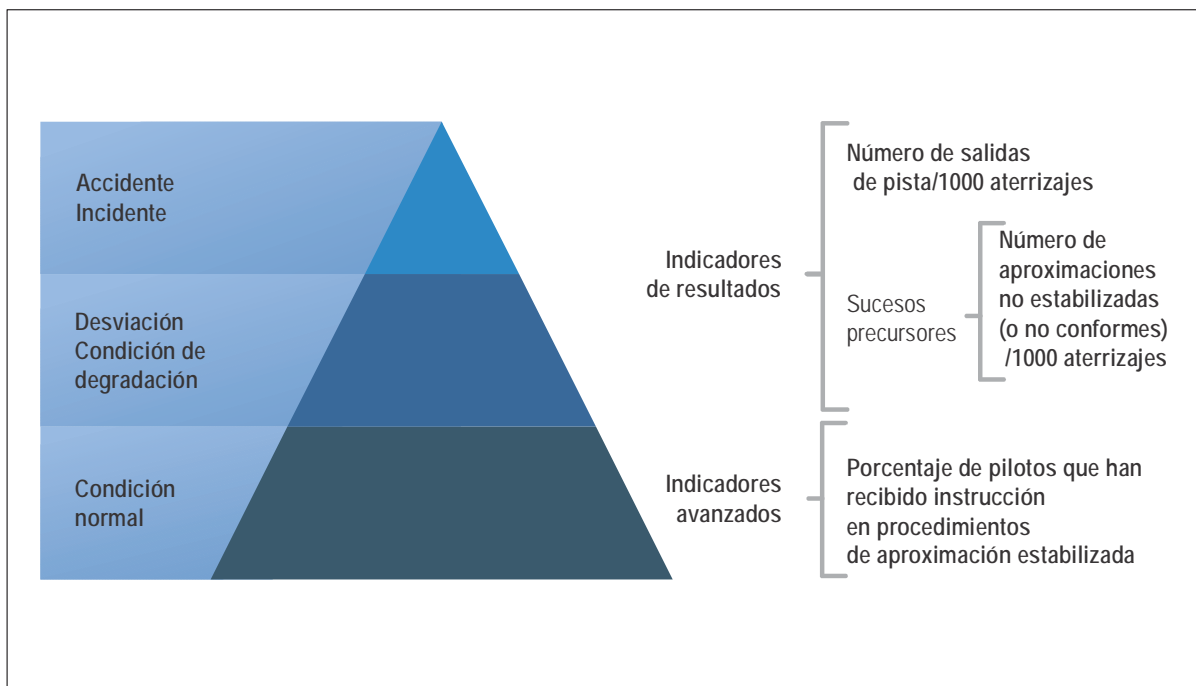 Accidente
Incidente
Desviación
Condición de
degradación
Condición
normal
Indicadores
de resultados
Número de salidas
de pista/1000 aterrizajes
Sucesos
precursores
Número de
aproximaciones
no estabilizadas
(o no conformes)
/1000 aterrizajes
Indicadores
avanzados
Porcentaje de pilotos que han
recibido instrucción
en procedimientos
de aproximación estabilizada